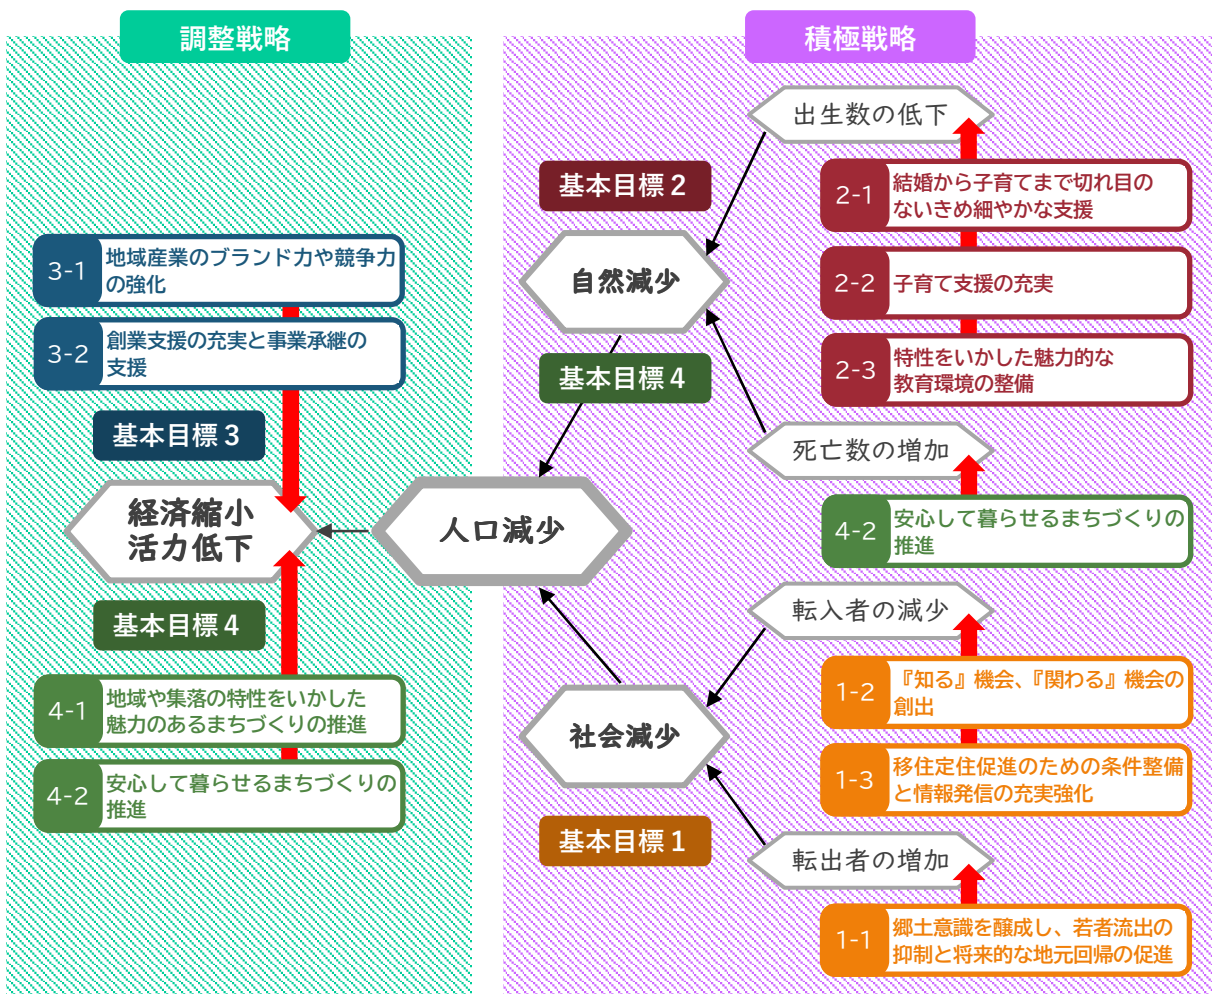 調整戦略
3-1
地域産業のブランド力や競争力
の強化
3-2
創業支援の充実と事業承継の
支援
基本目標3
経済縮小
活力低下
基本目標4
4-1
地域や集落の特性をいかした
魅力のあるまちづくりの推進
4-2
安心して暮らせるまちづくりの
推進
積極戦略
出生数の低下
基本目標2
2-1
結婚から子育てまで切れ目の
ないきめ細やかな支援
自然減少
2-2
子育て支援の充実
2-3
特性をいかした魅力的な
教育環境の整備
基本目標4
死亡数の増加
4-2
安心して暮らせるまちづくりの
推進
人口減少
転入者の減少
1-2
『知る』機会、『関わる』機会の
創出
社会減少
1-3
移住定住促進のための条件整備
と情報発信の充実強化
基本目標1
転出者の増加
1-1
郷土意識を醸成し、若者流出の
抑制と将来的な地元回帰の促進